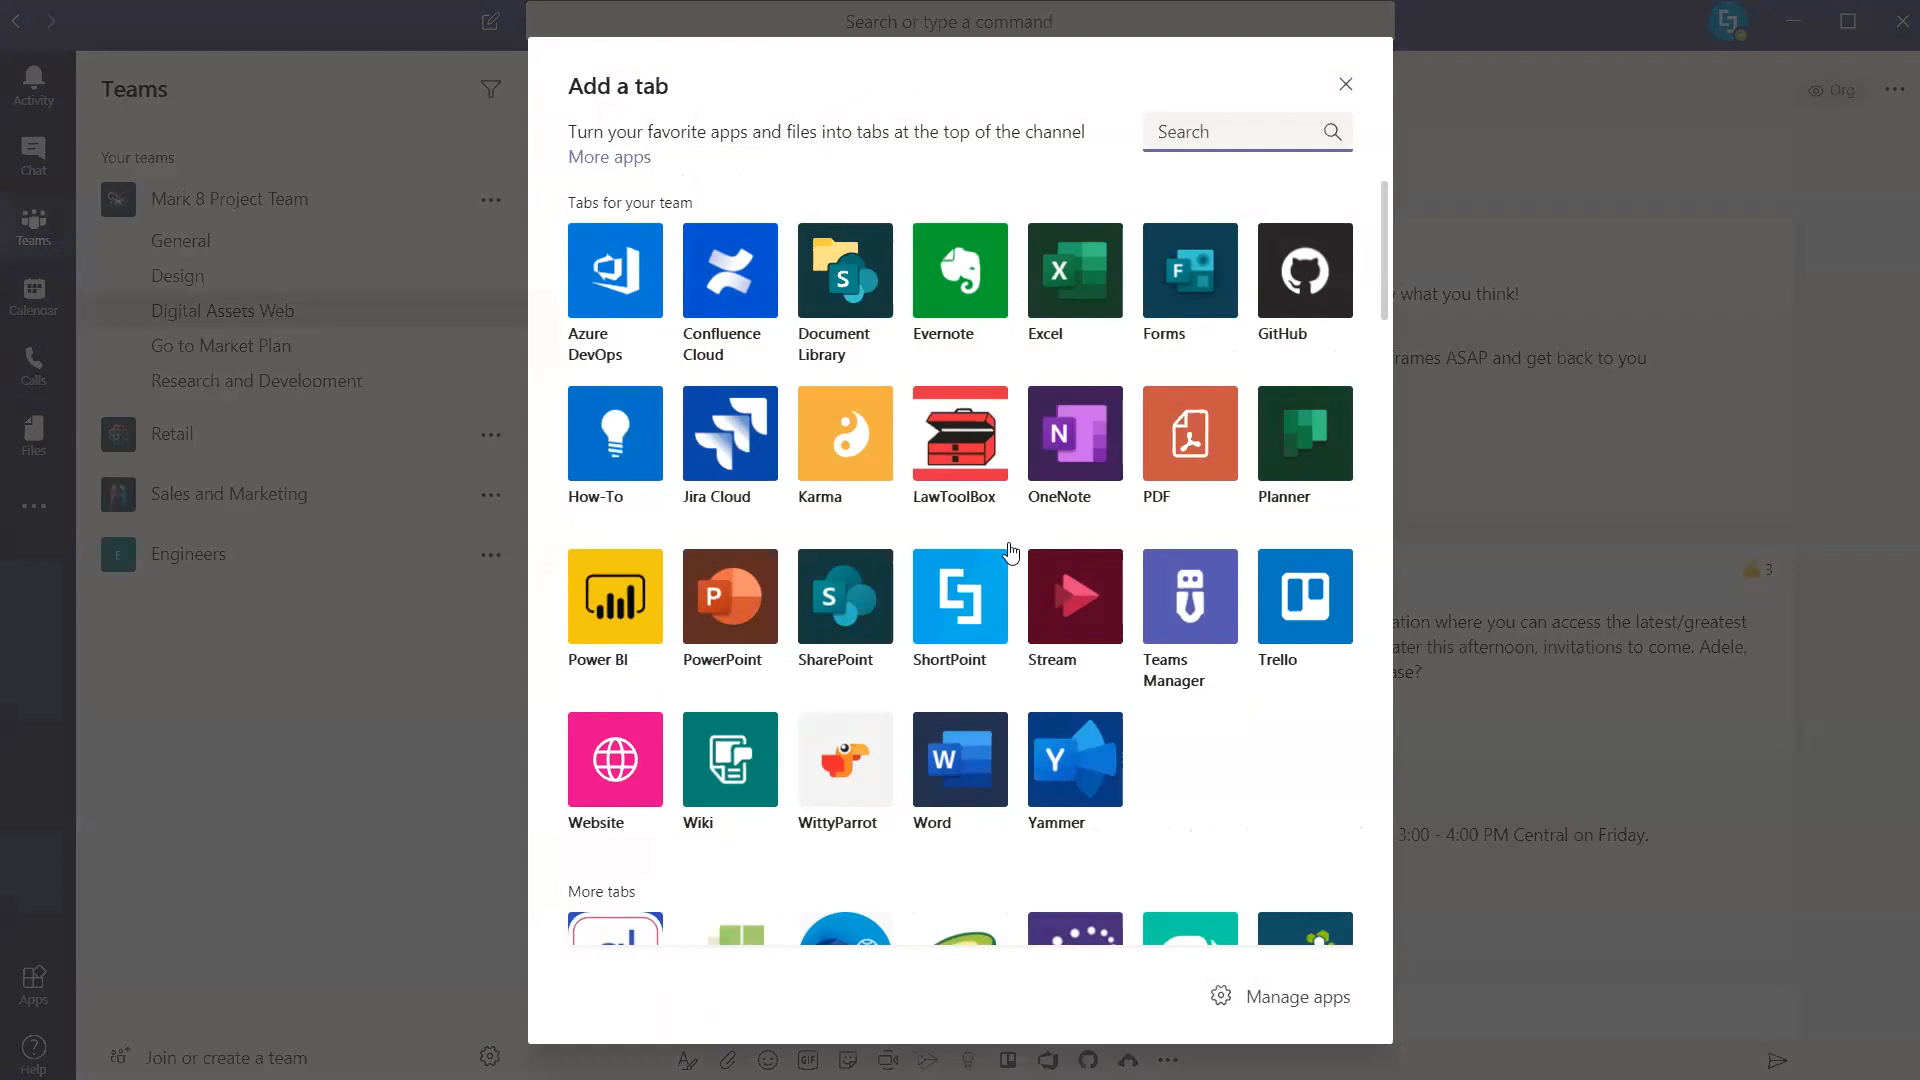 Search or type a command
Activity
Chat
Teams
Calendar
Calls
Files
Apps
Help
Teams
Your teams
Mark 8 Project Team
General
Design
Digital Assets Web
Go to Market Plan
Research and Development
Retail
Sales and Marketing
E
Engineers
Join or create a team
Add a tab
Turn your favorite apps and files into tabs at the top of the channel
Search
More apps
Tabs for your team
Azure
DevOps
Confluence
Cloud
S
Document
Library
Evernote
X
Excel
F
Forms
GitHub
How-To
Jira Cloud
Karma
LawToolBox
N
OneNote
PDF
Planner
Power BI
P
PowerPoint
S
SharePoint
ShortPoint
Stream
Teams
Manager
Trello
Website
Wiki
WittyParrot
W
Word
Y
Yammer
More tabs
Manage apps
Org
what you think!
rames ASAP and get back to you
3
ation where you can access the latest/greatest
ater this afternoon, invitations to come. Adele,
ase?
3:00 - 4:00 PM Central on Friday.
GIF